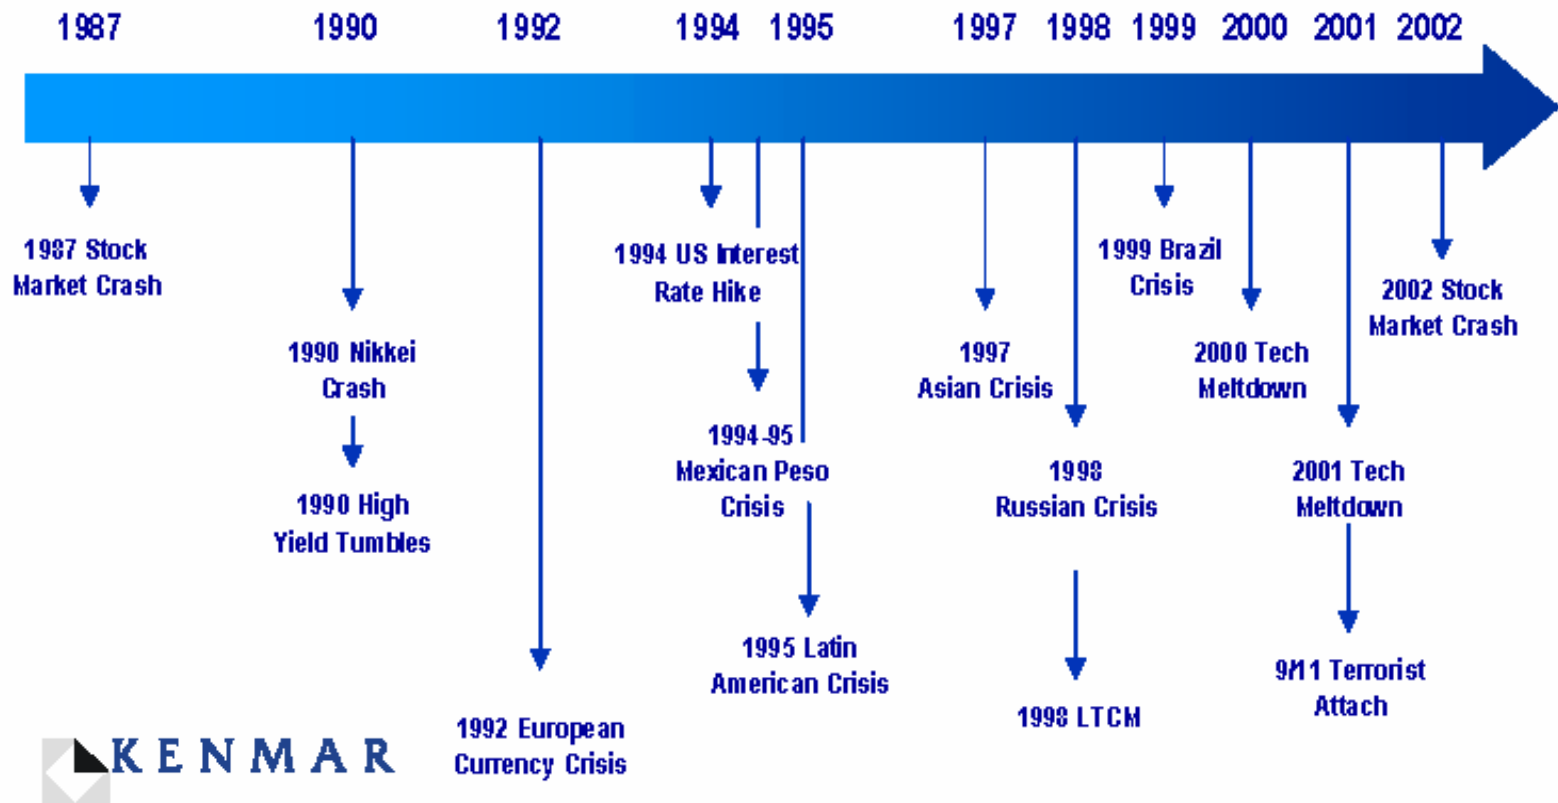 1987 1990 1992 1994 1995 1997 1998 1999 2000 2001 2002
1987 Stock
Market Crash
1990 Nikkei
Crash
1990 High
Yield Tumbles
1992 European
Currency Crisis
1994 US Interest
Rate Hike
1994-95
Mexican Peso
Crisis
1995 Latin
American Crisis
1997
Asian Crisis
1998
Russian Crisis
1998 LTCM
1999 Brazil
Crisis
2000 Tech
Meltdown
2001 Tech
Meltdown
9/11 Terrorist
Attach
2002 Stock
Market Crash
KENMAR